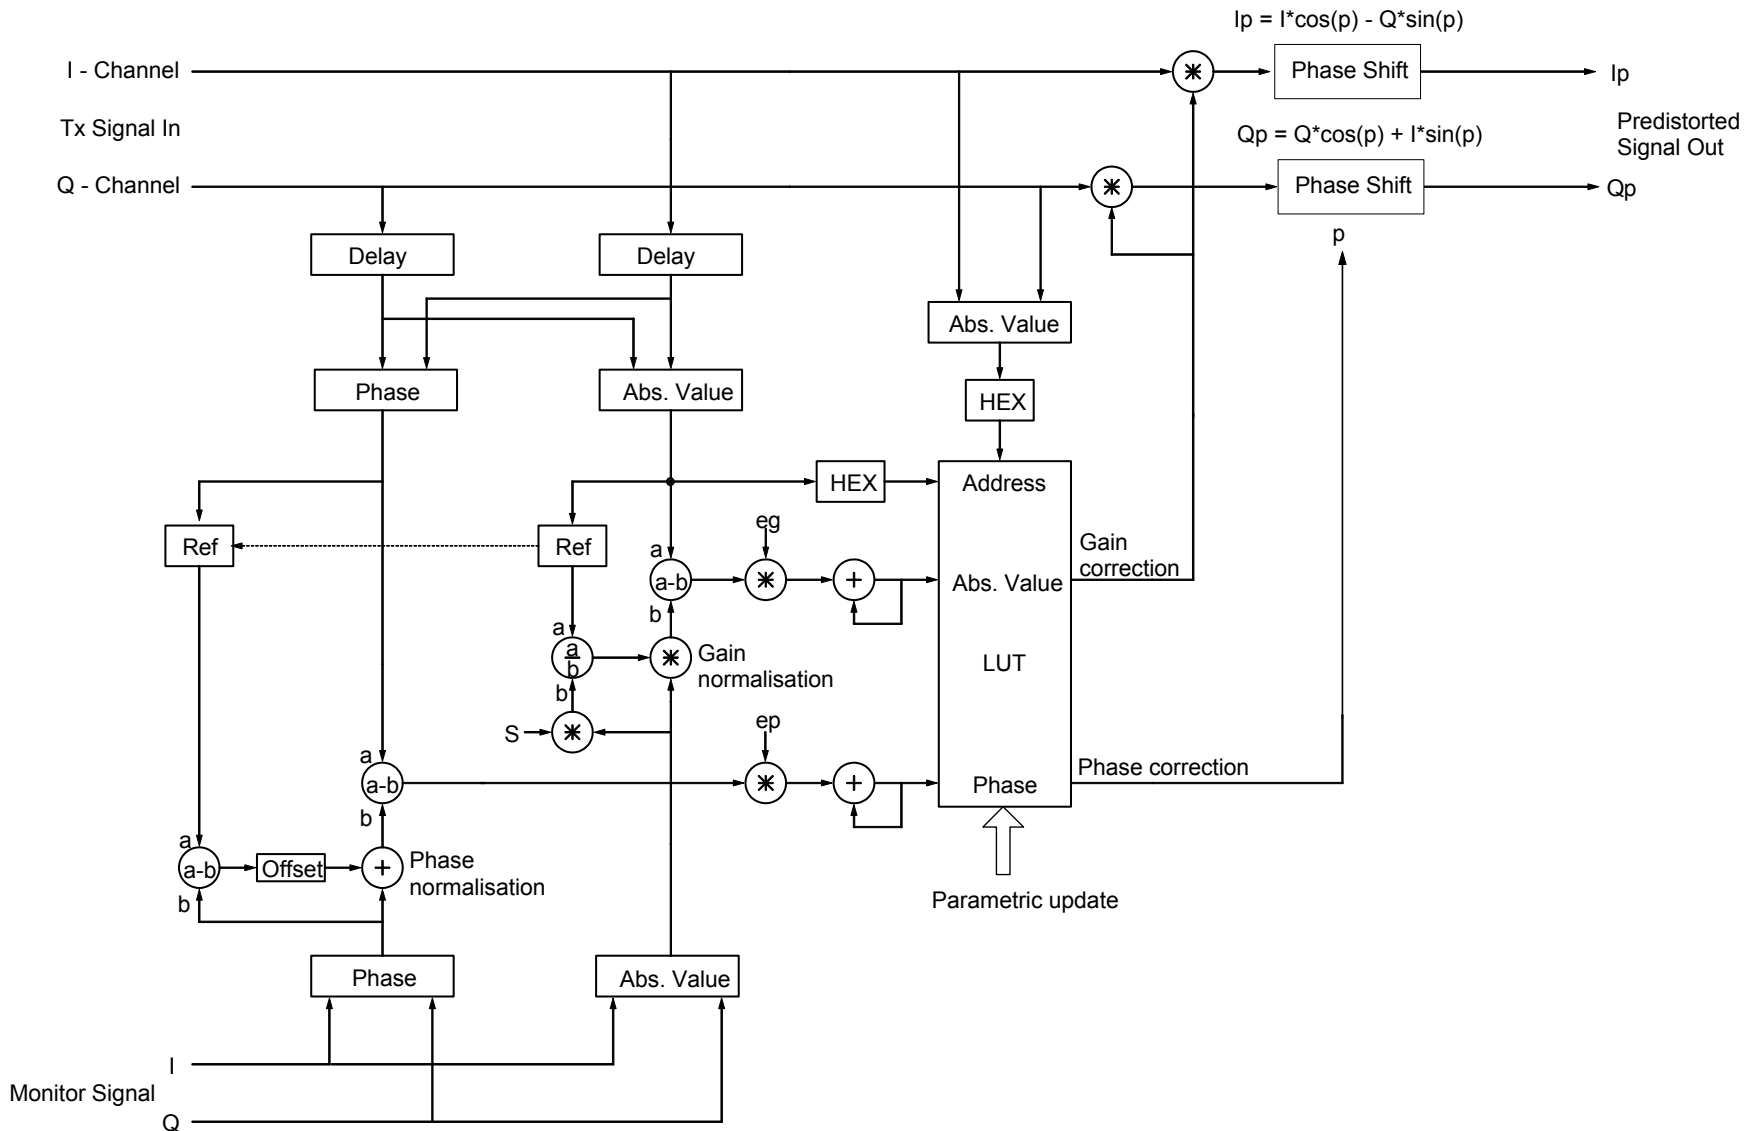 Ip = I*cos(p) - Q*sin(p)
I - Channel
Phase Shift
Ip
Tx Signal In
Qp = Q*cos(p) + I*sin(p)
Predistorted
Signal Out
Q - Channel
Phase Shift
Qp
p
Delay
Delay
Abs. Value
Phase
Abs. Value
HEX
HEX
Address
Ref
Ref
eg
a
a-b
b
+
Abs. Value
Gain
correction
a
a
b
b
Gain
normalisation
LUT
S
ep
a
a-b
b
+
Phase
Phase correction
a
a-b
b
Offset
+
Phase
normalisation
Parametric update
Phase
Abs. Value
I
Monitor Signal
Q